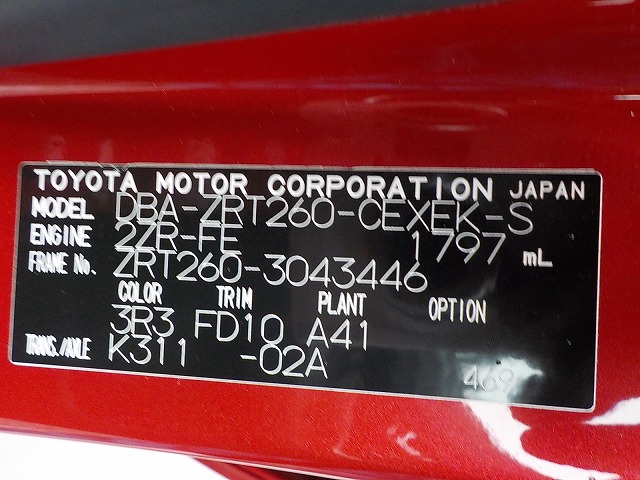 TOYOTA MOTOR CORPORATION JAPAN
MODEL DBA-ZRT260-CEXEK-S
ENGINE 2ZR-FE 1797 mL
FRAME No. ZRT260-3043446
COLOR TRIM PLANT OPTION
3R3 FD10 A41
TRANS./AXLE K311 -02A
469